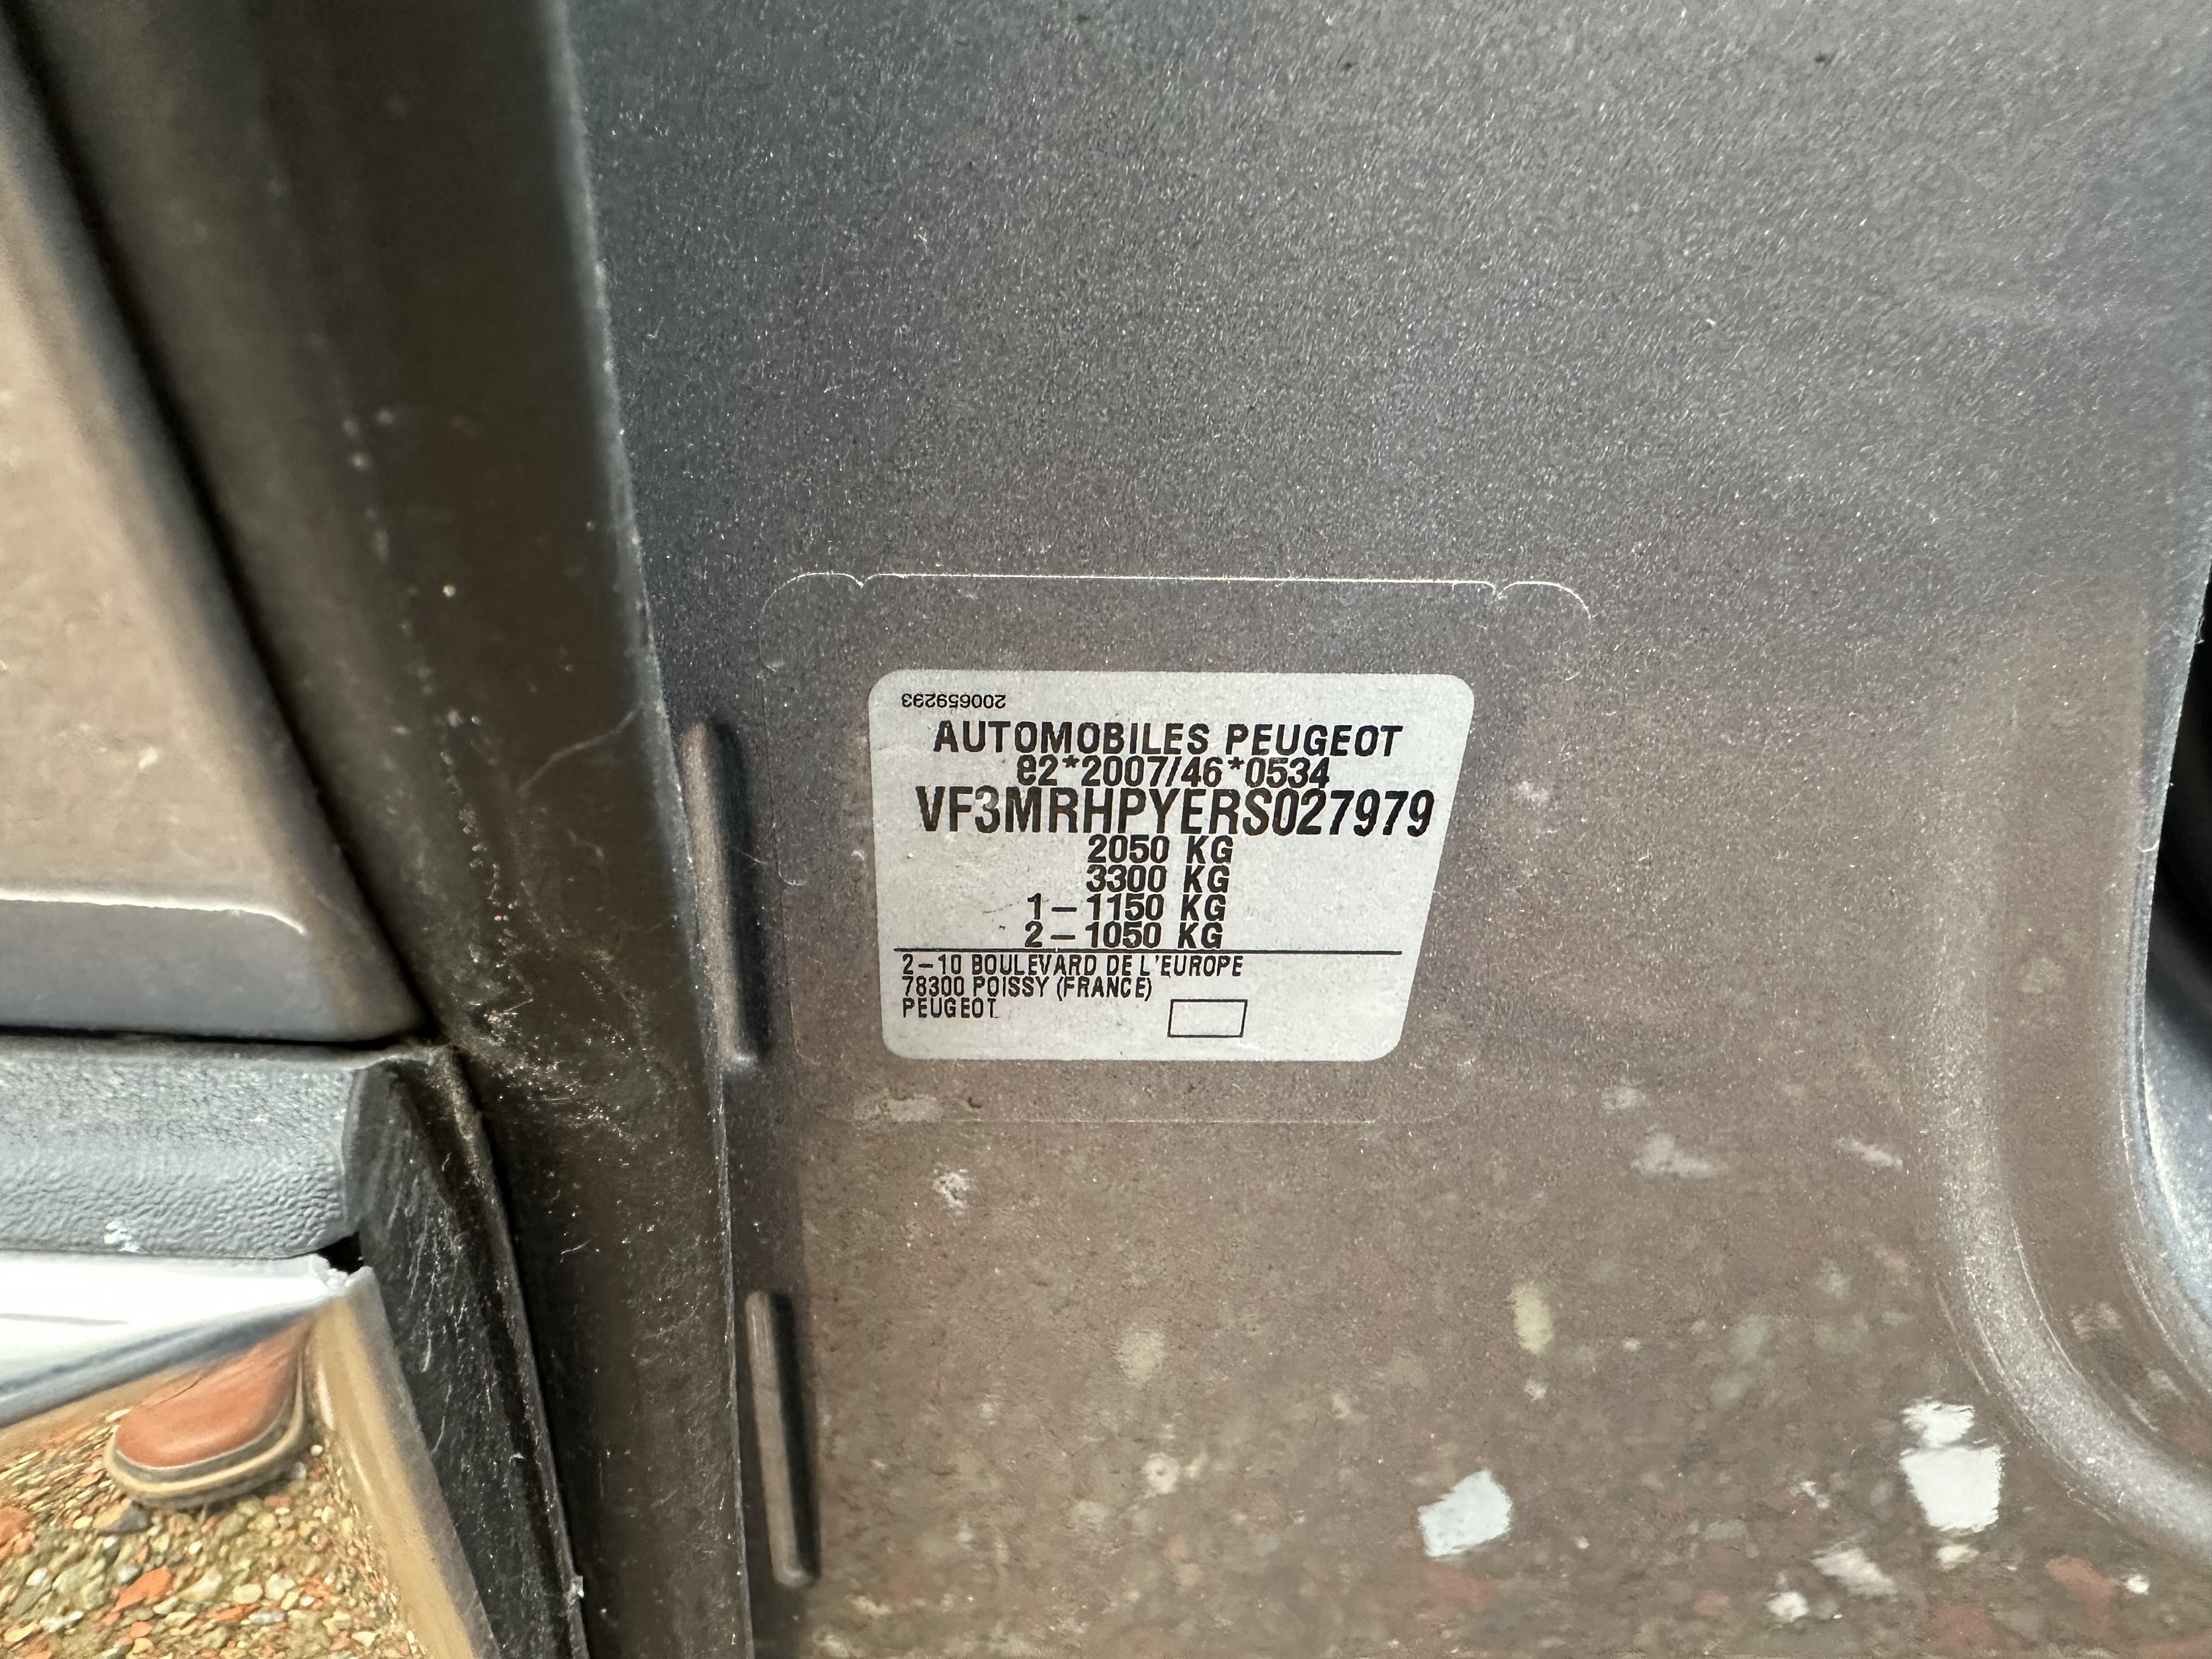 200659293
AUTOMOBILES PEUGEOT
e2*2007/46*0534
VF3MRHPYERS027979
2050 KG
3300 KG
1-1150 KG
2-1050 KG
2-10 BOULEVARD DE L'EUROPE
78300 POISSY (FRANCE)
PEUGEOT